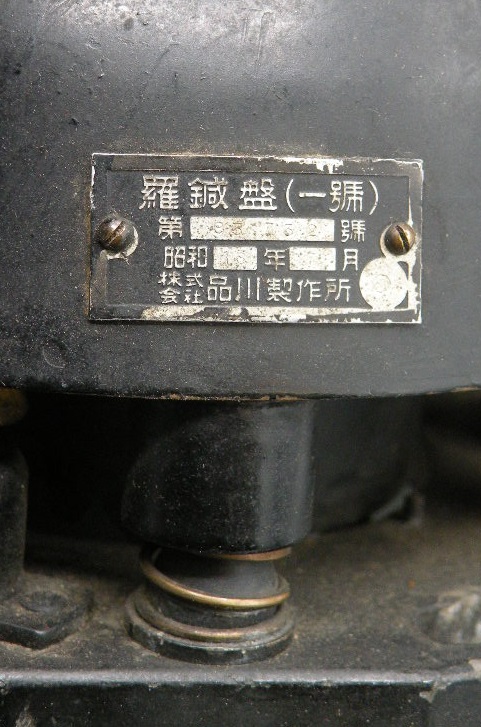 羅鍼盤(一號)
第 號
昭和 年 月
株式会社 品川製作所